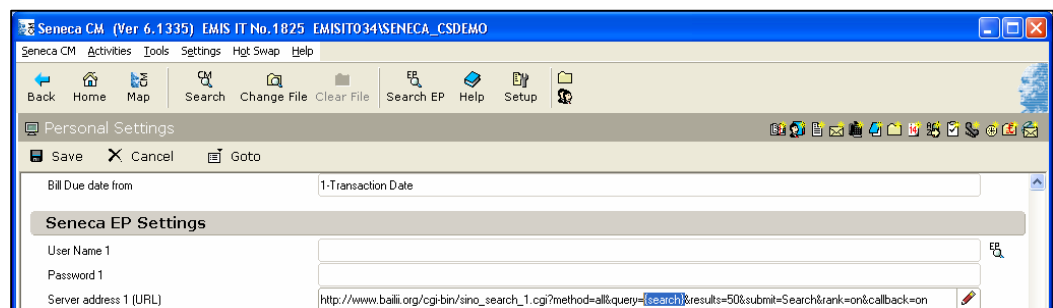 Seneca CM (Ver 6.1335) EMIS IT No.1825 EMISIT034\SENECA_CSDEMO
Seneca CM Activities Tools Settings Hot Swap Help
Back Home Map Search Change File Clear File Search EP Help Setup
Personal Settings
Save Cancel Goto
Bill Due date from 1-Transaction Date
Seneca EP Settings
User Name 1
Password 1
Server address 1 (URL) http://www.bailii.org/cgi-bin/sino_search_1.cgi?method=all&query={search}&results=50&submit=Search&rank=on&callback=on